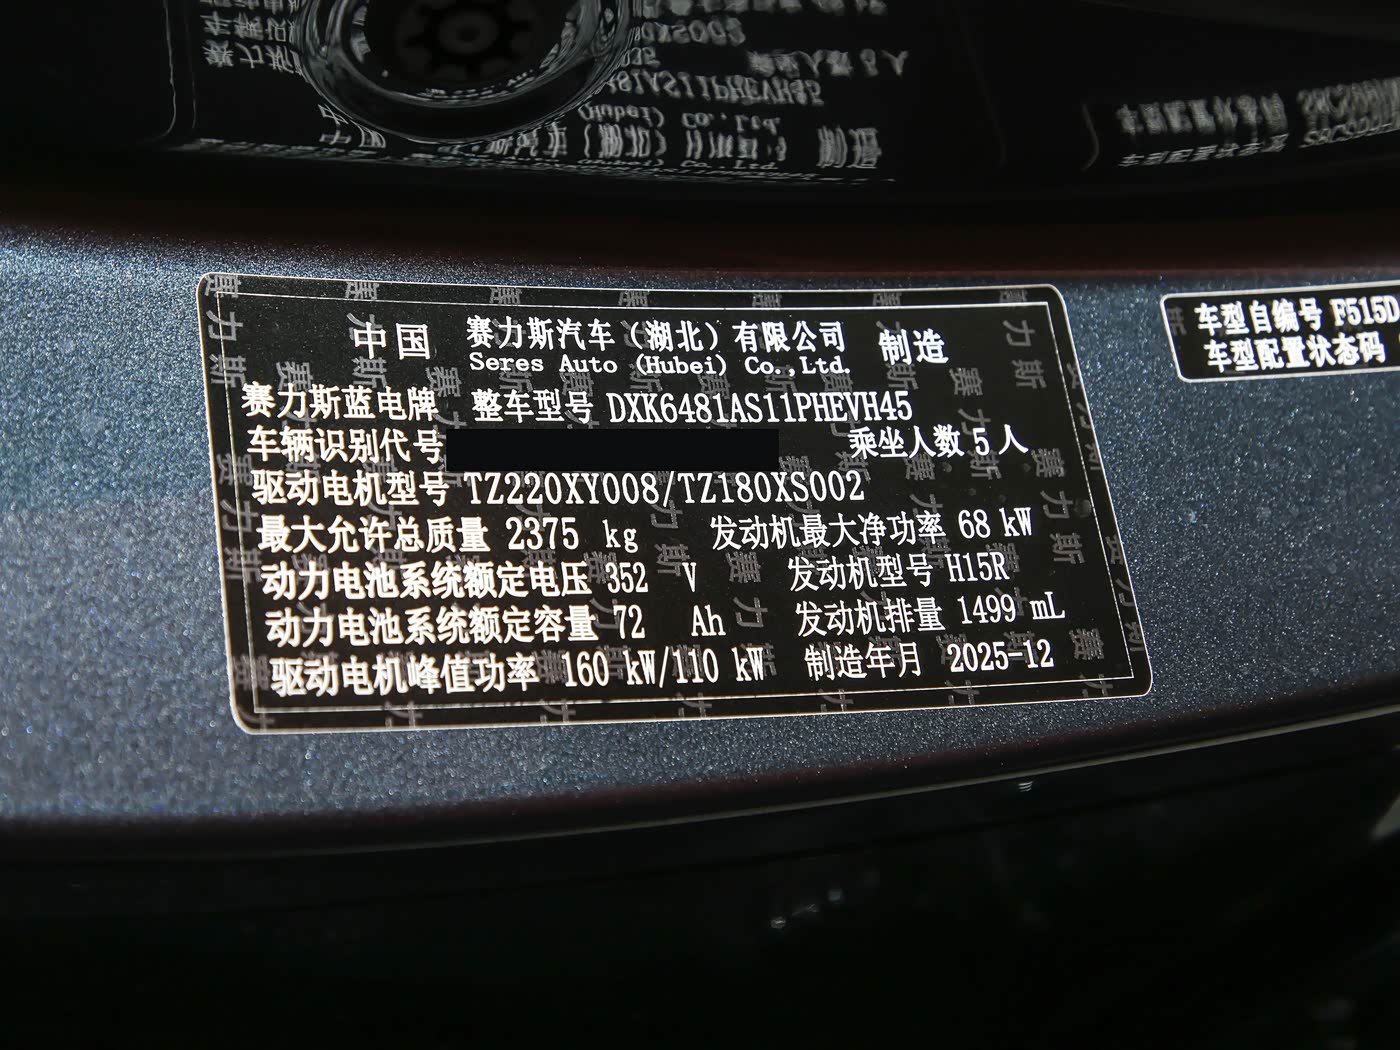 中国 赛力斯汽车（湖北）有限公司 制造
Seres Auto (Hubei) Co.,Ltd.
赛力斯蓝电牌 整车型号 DXK6481AS11PHEVH45
车辆识别代号 乘坐人数 5 人
驱动电机型号 TZ220XY008/TZ180XS002
最大允许总质量 2375 kg 发动机最大净功率 68 kW
动力电池系统额定电压 352 V 发动机型号 H15R
动力电池系统额定容量 72 Ah 发动机排量 1499 mL
驱动电机峰值功率 160 kW/110 kW 制造年月 2025-12
车型自编号 F515D
车型配置状态码